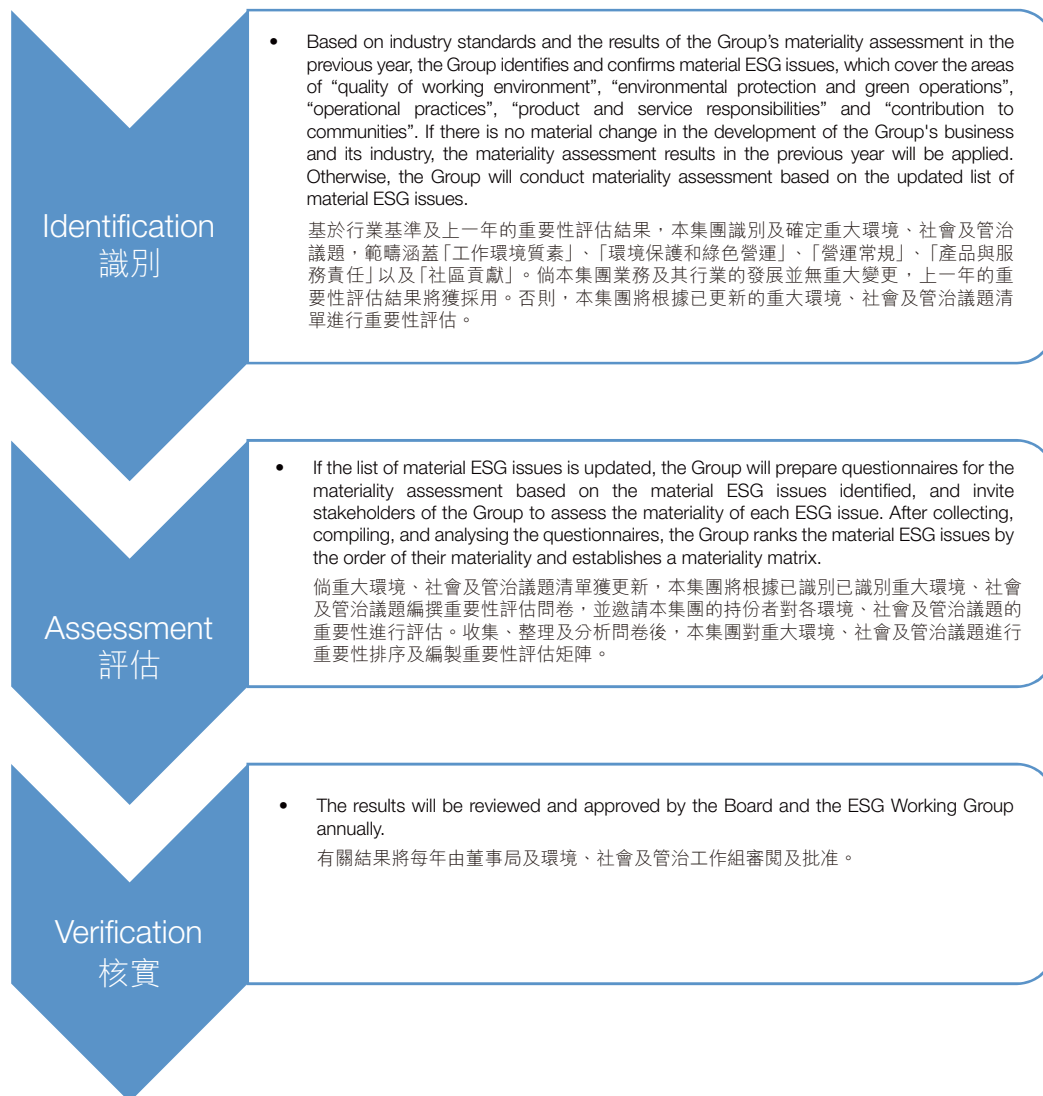 Identification
識別
• Based on industry standards and the results of the Group’s materiality assessment in the
previous year, the Group identifies and confirms material ESG issues, which cover the areas
of “quality of working environment”, “environmental protection and green operations”,
“operational practices”, “product and service responsibilities” and “contribution to
communities”. If there is no material change in the development of the Group's business
and its industry, the materiality assessment results in the previous year will be applied.
Otherwise, the Group will conduct materiality assessment based on the updated list of
material ESG issues.
基於行業基準及上一年的重要性評估結果，本集團識別及確定重大環境、社會及管治
議題，範疇涵蓋「工作環境質素」、「環境保護和綠色營運」、「營運常規」、「產品與服
務責任」以及「社區貢獻」。倘本集團業務及其行業的發展並無重大變更，上一年的重
要性評估結果將獲採用。否則，本集團將根據已更新的重大環境、社會及管治議題清
單進行重要性評估。
Assessment
評估
• If the list of material ESG issues is updated, the Group will prepare questionnaires for the
materiality assessment based on the material ESG issues identified, and invite
stakeholders of the Group to assess the materiality of each ESG issue. After collecting,
compiling, and analysing the questionnaires, the Group ranks the material ESG issues by
the order of their materiality and establishes a materiality matrix.
倘重大環境、社會及管治議題清單獲更新，本集團將根據已識別已識別重大環境、社會
及管治議題編撰重要性評估問卷，並邀請本集團的持份者對各環境、社會及管治議題的
重要性進行評估。收集、整理及分析問卷後，本集團對重大環境、社會及管治議題進行
重要性排序及編製重要性評估矩陣。
Verification
核實
• The results will be reviewed and approved by the Board and the ESG Working Group
annually.
有關結果將每年由董事局及環境、社會及管治工作組審閱及批准。